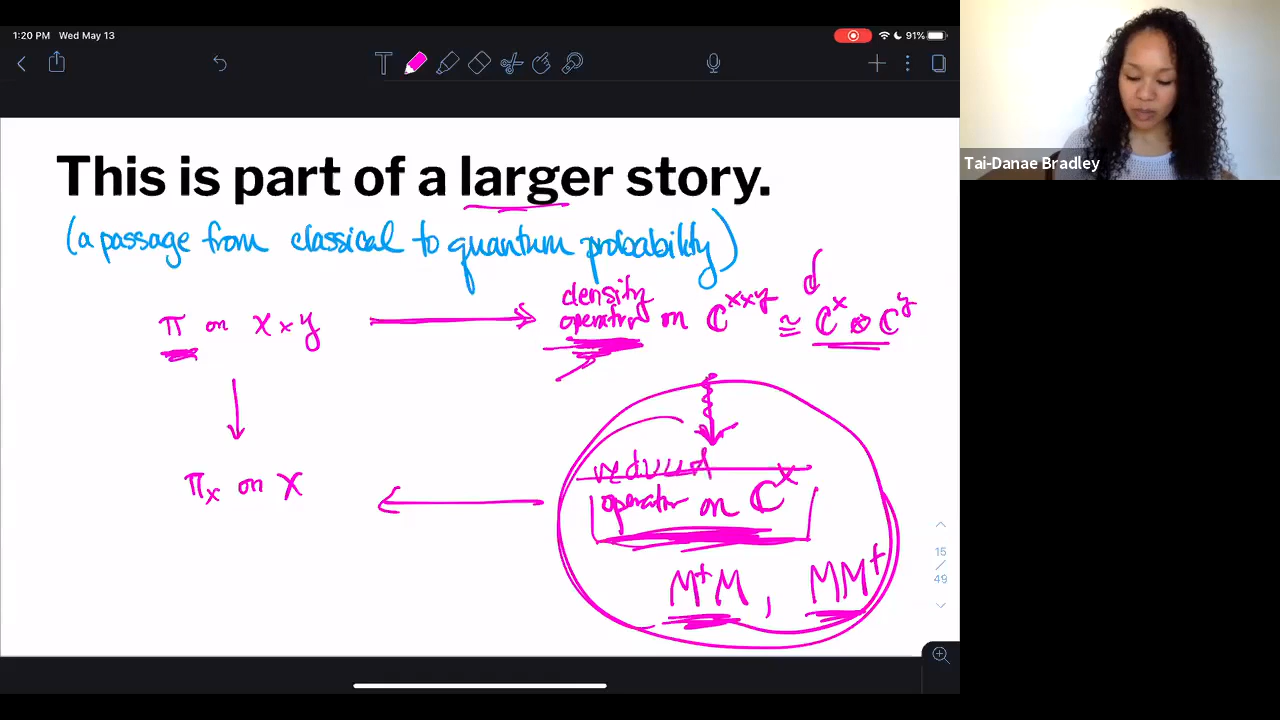 1:20 PM Wed May 13
91%
Tai-Danae Bradley
This is part of a larger story.
(a passage from classical to quantum probability)
π on X × Y
density
operator on ℂ^{X×Y} ≅ ℂ^X ⊗ ℂ^Y
π_X on X
reduced
operator on ℂ^X
M†M , MM†
15
/
49